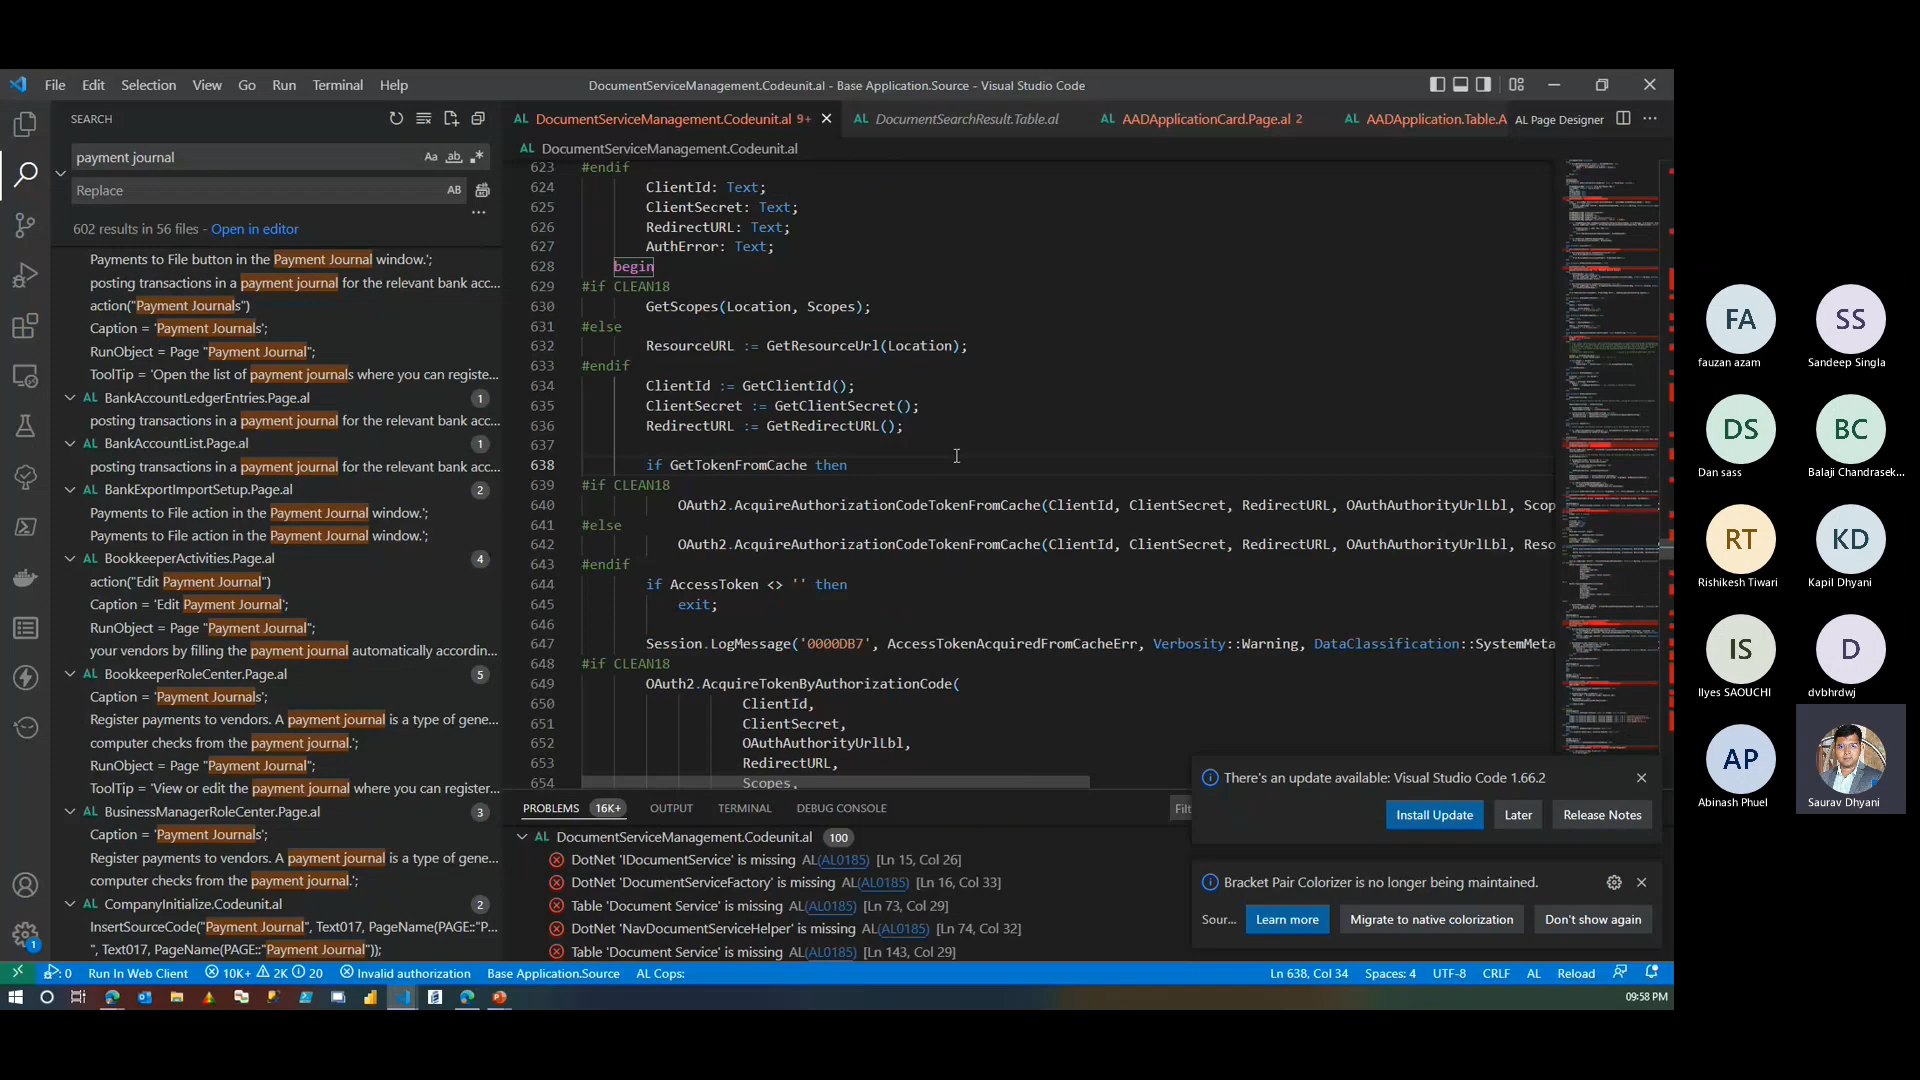 File Edit Selection View Go Run Terminal Help
DocumentServiceManagement.Codeunit.al - Base Application.Source - Visual Studio Code
SEARCH
payment journal
Aa ab
Replace
AB
602 results in 56 files - Open in editor
Payments to File button in the Payment Journal window.';
posting transactions in a payment journal for the relevant bank acc...
action("Payment Journals")
Caption = 'Payment Journals';
RunObject = Page "Payment Journal";
ToolTip = 'Open the list of payment journals where you can registe...
AL BankAccountLedgerEntries.Page.al 1
posting transactions in a payment journal for the relevant bank acc...
AL BankAccountList.Page.al 1
posting transactions in a payment journal for the relevant bank acc...
AL BankExportImportSetup.Page.al 2
Payments to File action in the Payment Journal window.';
Payments to File action in the Payment Journal window.';
AL BookkeeperActivities.Page.al 4
action("Edit Payment Journal")
Caption = 'Edit Payment Journal';
RunObject = Page "Payment Journal";
your vendors by filling the payment journal automatically accordin...
AL BookkeeperRoleCenter.Page.al 5
Caption = 'Payment Journals';
Register payments to vendors. A payment journal is a type of gene...
computer checks from the payment journal.';
RunObject = Page "Payment Journal";
ToolTip = 'View or edit the payment journal where you can register...
AL BusinessManagerRoleCenter.Page.al 3
Caption = 'Payment Journals';
Register payments to vendors. A payment journal is a type of gene...
computer checks from the payment journal.';
AL CompanyInitialize.Codeunit.al 2
InsertSourceCode("Payment Journal", Text017, PageName(PAGE::"P...
", Text017, PageName(PAGE::"Payment Journal"));
1
AL DocumentServiceManagement.Codeunit.al 9+
AL DocumentSearchResult.Table.al
AL AADApplicationCard.Page.al 2
AL AADApplication.Table.A
AL Page Designer
AL DocumentServiceManagement.Codeunit.al
623 #endif
624 ClientId: Text;
625 ClientSecret: Text;
626 RedirectURL: Text;
627 AuthError: Text;
628 begin
629 #if CLEAN18
630 GetScopes(Location, Scopes);
631 #else
632 ResourceURL := GetResourceUrl(Location);
633 #endif
634 ClientId := GetClientId();
635 ClientSecret := GetClientSecret();
636 RedirectURL := GetRedirectURL();
637
638 if GetTokenFromCache then
639 #if CLEAN18
640 OAuth2.AcquireAuthorizationCodeTokenFromCache(ClientId, ClientSecret, RedirectURL, OAuthAuthorityUrlLbl, Scop
641 #else
642 OAuth2.AcquireAuthorizationCodeTokenFromCache(ClientId, ClientSecret, RedirectURL, OAuthAuthorityUrlLbl, Reso
643 #endif
644 if AccessToken <> '' then
645 exit;
646
647 Session.LogMessage('0000DB7', AccessTokenAcquiredFromCacheErr, Verbosity::Warning, DataClassification::SystemMeta
648 #if CLEAN18
649 OAuth2.AcquireTokenByAuthorizationCode(
650 ClientId,
651 ClientSecret,
652 OAuthAuthorityUrlLbl,
653 RedirectURL,
654 Scopes,
PROBLEMS 16K+ OUTPUT TERMINAL DEBUG CONSOLE Filt
AL DocumentServiceManagement.Codeunit.al 100
DotNet 'IDocumentService' is missing AL(AL0185) [Ln 15, Col 26]
DotNet 'DocumentServiceFactory' is missing AL(AL0185) [Ln 16, Col 33]
Table 'Document Service' is missing AL(AL0185) [Ln 73, Col 29]
DotNet 'NavDocumentServiceHelper' is missing AL(AL0185) [Ln 74, Col 32]
Table 'Document Service' is missing AL(AL0185) [Ln 143, Col 29]
There's an update available: Visual Studio Code 1.66.2
Install Update Later Release Notes
Bracket Pair Colorizer is no longer being maintained.
Sour... Learn more Migrate to native colorization Don't show again
0 Run In Web Client 10K+ 2K 20 Invalid authorization Base Application.Source AL Cops:
Ln 638, Col 34 Spaces: 4 UTF-8 CRLF AL Reload
09:58 PM
FA
fauzan azam
SS
Sandeep Singla
DS
Dan sass
BC
Balaji Chandrasek...
RT
Rishikesh Tiwari
KD
Kapil Dhyani
IS
Ilyes SAOUCHI
D
dvbhrdwj
AP
Abinash Phuel
Saurav Dhyani